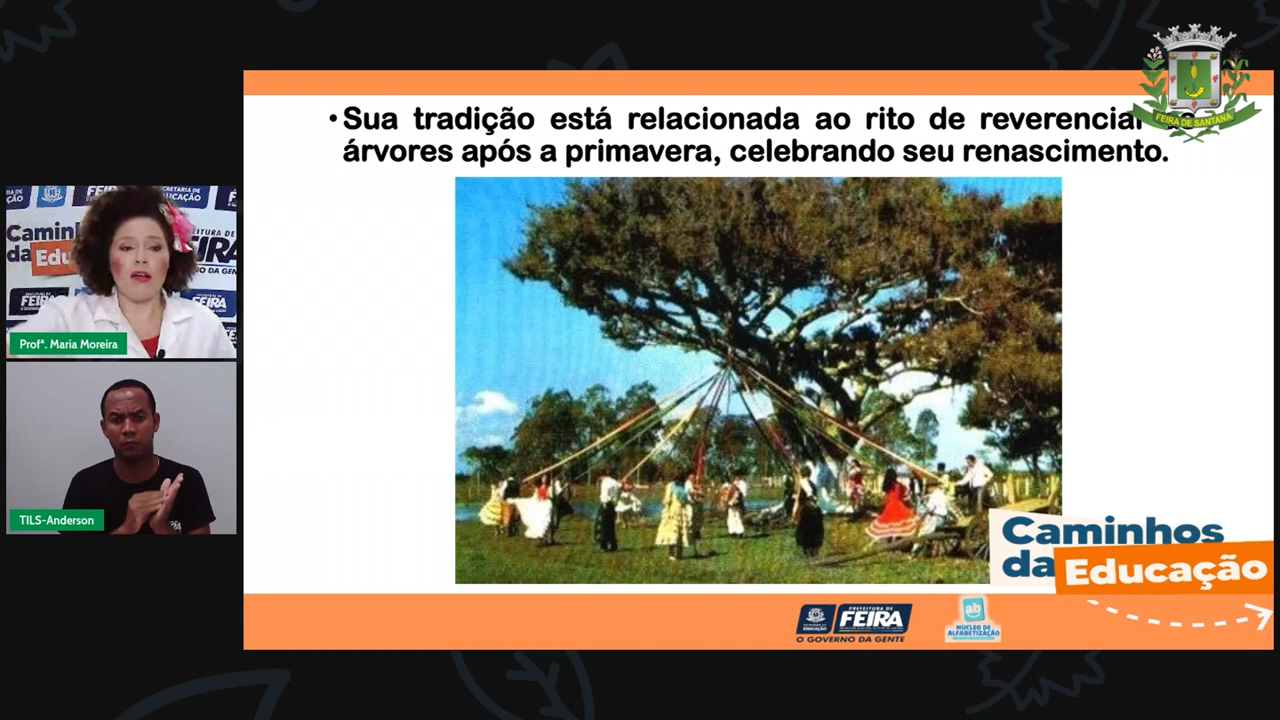 FEIRA DE SANTANA
• Sua tradição está relacionada ao rito de reverenciar
árvores após a primavera, celebrando seu renascimento.
Caminhos
da Educação
PREFEITURA DE
FEIRA
O GOVERNO DA GENTE
NÚCLEO DE
ALFABETIZAÇÃO
Profª. Maria Moreira
TILS-Anderson